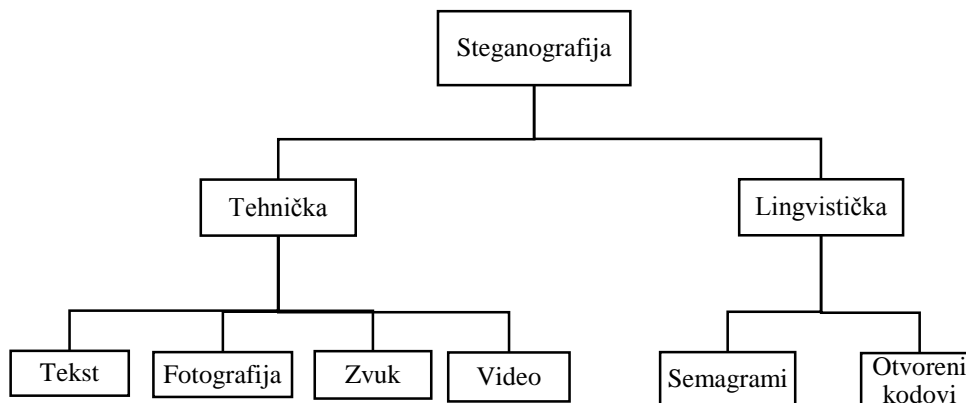 Steganografija
Tehnička
Lingvistička
Tekst
Fotografija
Zvuk
Video
Semagrami
Otvoreni
kodovi